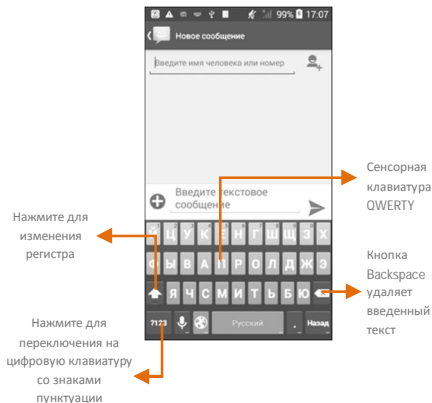 99% 17:07
Новое сообщение
Введите имя человека или номер
Введите текстовое
сообщение
Й Ц У К Е Н Г Ш Щ З Х
Ф Ы В А П Р О Л Д Ж Э
Я Ч С М И Т Ь Б Ю
?123 Русский . Назад
Нажмите для
изменения
регистра
Нажмите для
переключения на
цифровую клавиатуру
со знаками
пунктуации
Сенсорная
клавиатура
QWERTY
Кнопка
Backspace
удаляет
введенный
текст